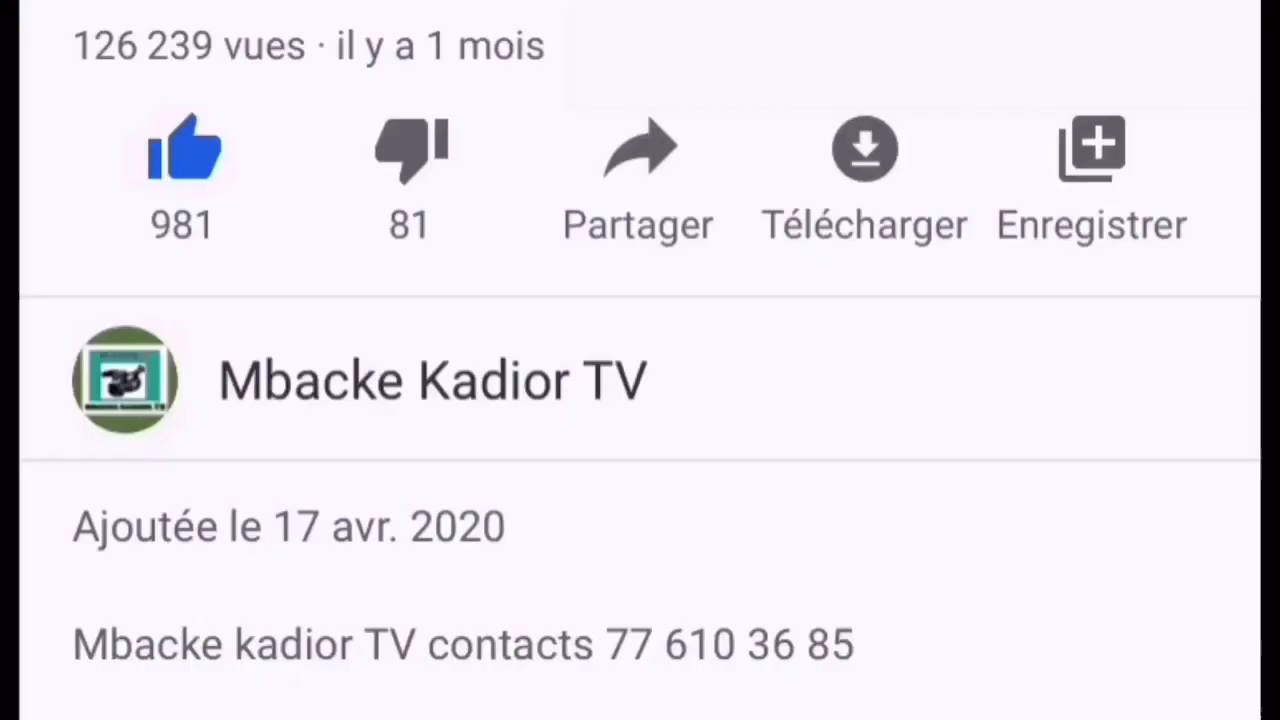 126 239 vues · il y a 1 mois
981 81 Partager Télécharger Enregistrer
Mbacke Kadior TV
Ajoutée le 17 avr. 2020
Mbacke kadior TV contacts 77 610 36 85